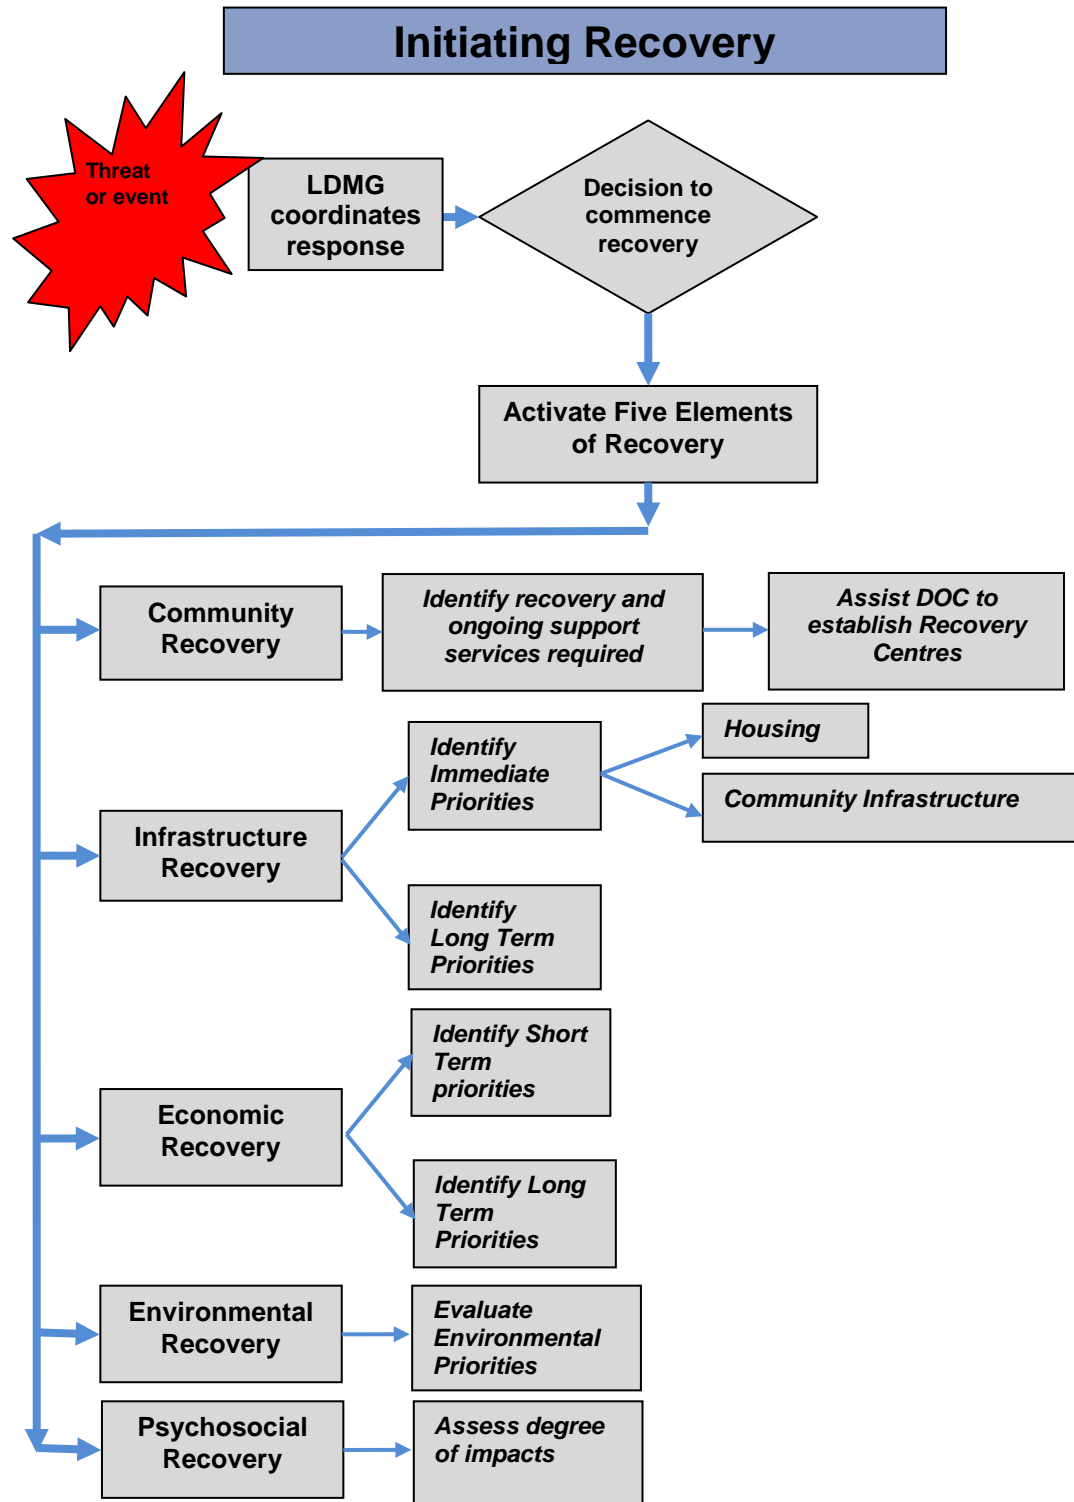 Initiating Recovery
Threat
or event
LDMG
coordinates
response
Decision to
commence
recovery
Activate Five Elements
of Recovery
Community
Recovery
Identify recovery and
ongoing support
services required
Assist DOC to
establish Recovery
Centres
Infrastructure
Recovery
Identify
Immediate
Priorities
Housing
Community Infrastructure
Identify
Long Term
Priorities
Economic
Recovery
Identify Short
Term
priorities
Identify Long
Term
Priorities
Environmental
Recovery
Evaluate
Environmental
Priorities
Psychosocial
Recovery
Assess degree
of impacts